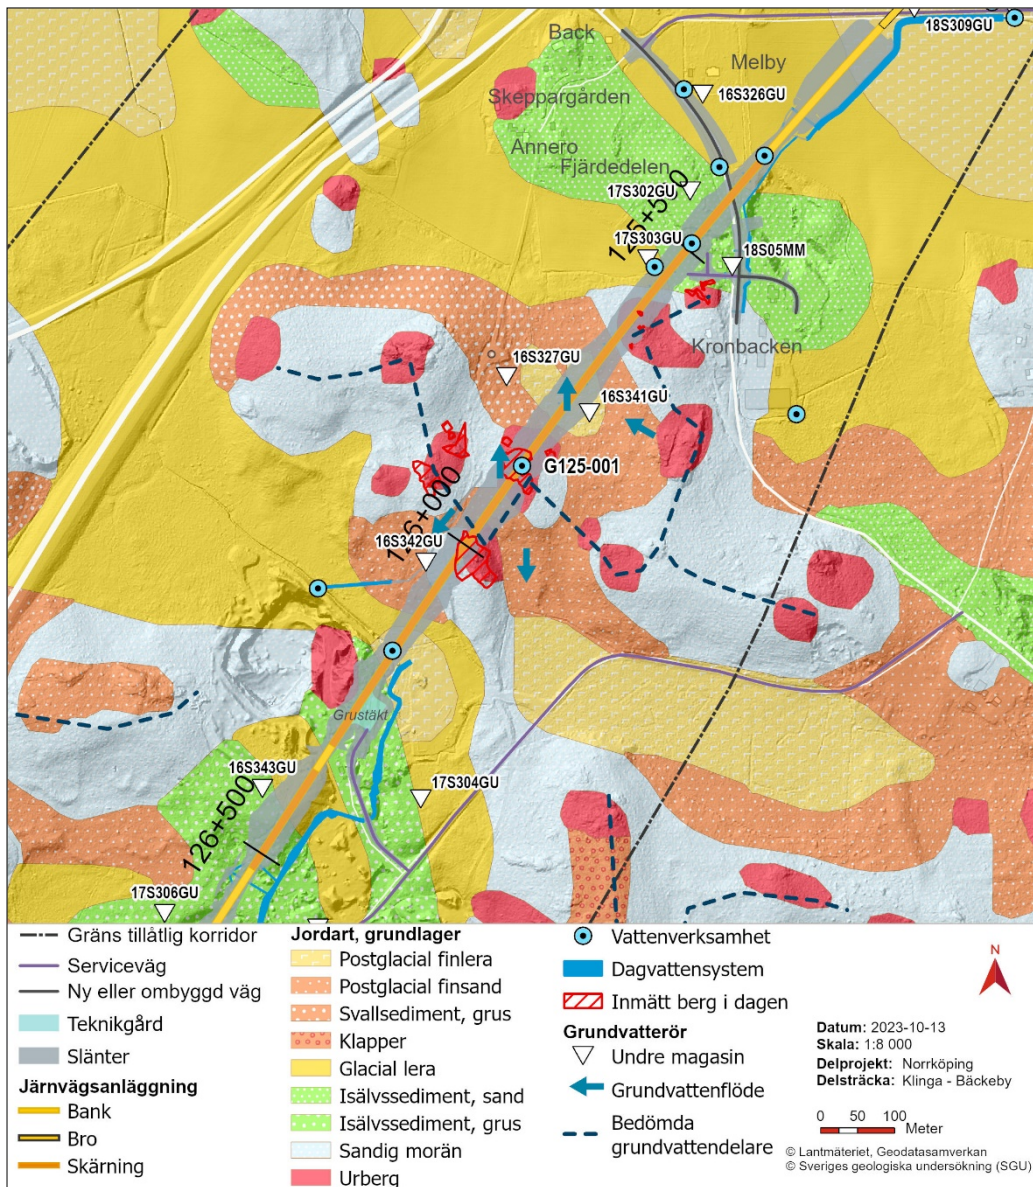 18S309GU
Back
Melby
16S326GU
Skeppargården
Annero
Fjärdedelen
17S302GU
125+500
17S303GU
18S05MM
Kronbacken
16S327GU
16S341GU
G125-001
126+000
16S342GU
Grustäkt
16S343GU
17S304GU
126+500
17S306GU
Gräns tillåtlig korridor
Serviceväg
Ny eller ombyggd väg
Teknikgård
Slänter
Järnvägsanläggning
Bank
Bro
Skärning
Jordart, grundlager
Postglacial finlera
Postglacial finsand
Svallsediment, grus
Klapper
Glacial lera
Isälvssediment, sand
Isälvssediment, grus
Sandig morän
Urberg
Vattenverksamhet
Dagvattensystem
Inmätt berg i dagen
Grundvatterör
Undre magasin
Grundvattenflöde
Bedömda
grundvattendelare
N
Datum: 2023-10-13
Skala: 1:8 000
Delprojekt: Norrköping
Delsträcka: Klinga - Bäckeby
0 50 100
Meter
© Lantmäteriet, Geodatasamverkan
© Sveriges geologiska undersökning (SGU)